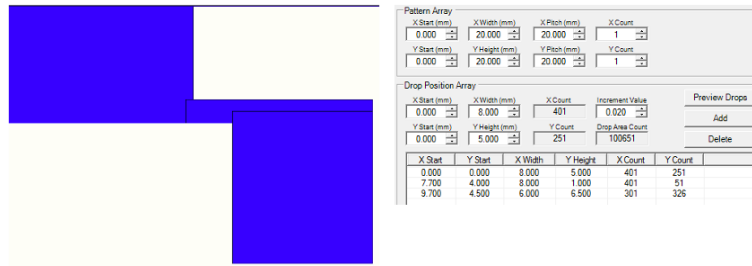 Pattern Array
X Start (mm) X Width (mm) X Pitch (mm) X Count
0.000 20.000 20.000 1
Y Start (mm) Y Height (mm) Y Pitch (mm) Y Count
0.000 20.000 20.000 1
Drop Position Array
X Start (mm) X Width (mm) X Count Increment Value
0.000 8.000 401 0.020
Preview Drops
Y Start (mm) Y Height (mm) Y Count Drop Area Count
0.000 5.000 251 100651
Add
Delete
X Start Y Start X Width Y Height X Count Y Count
0.000 0.000 8.000 5.000 401 251
7.700 4.000 8.000 1.000 401 51
9.700 4.500 6.000 6.500 301 326